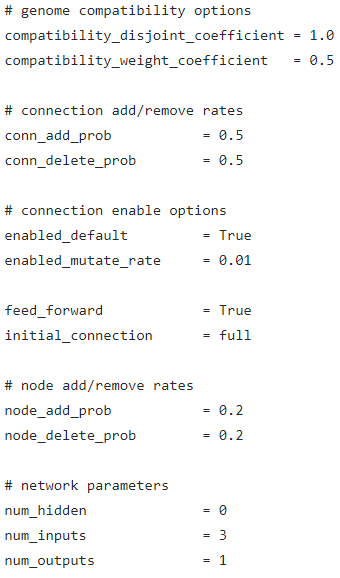 # genome compatibility options
compatibility_disjoint_coefficient = 1.0
compatibility_weight_coefficient   = 0.5

# connection add/remove rates
conn_add_prob           = 0.5
conn_delete_prob        = 0.5

# connection enable options
enabled_default         = True
enabled_mutate_rate     = 0.01

feed_forward            = True
initial_connection      = full

# node add/remove rates
node_add_prob           = 0.2
node_delete_prob        = 0.2

# network parameters
num_hidden              = 0
num_inputs              = 3
num_outputs             = 1